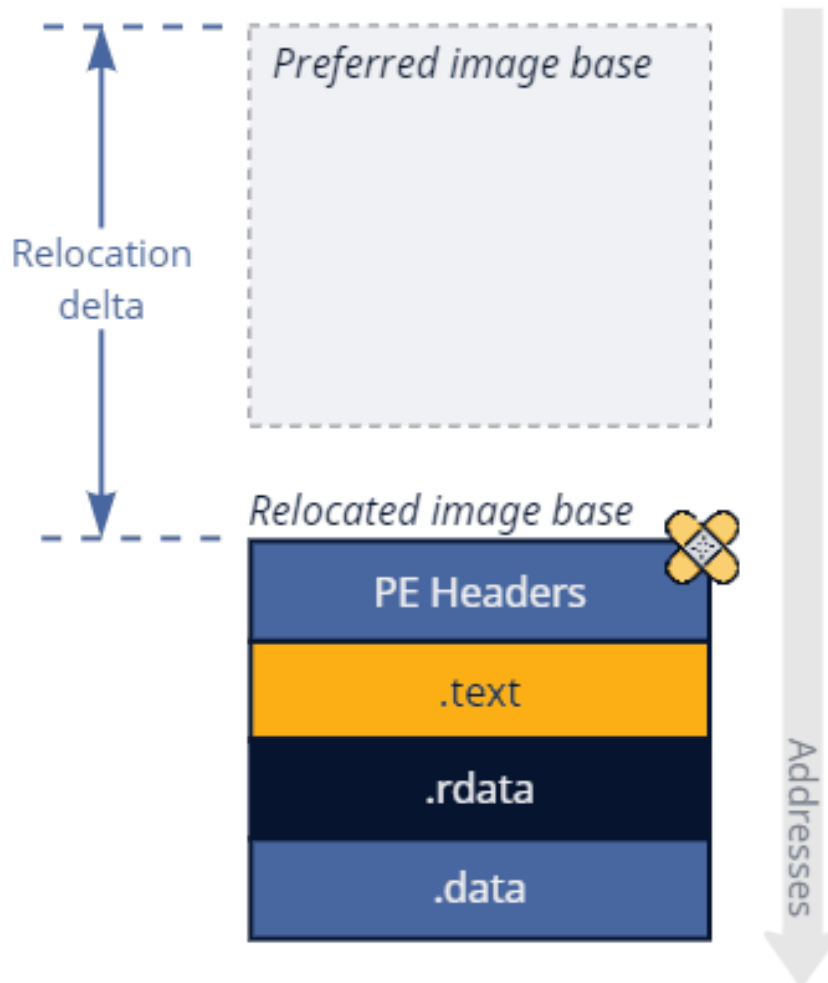 Preferred image base
Relocation
delta
Relocated image base
PE Headers
.text
.rdata
.data
Addresses